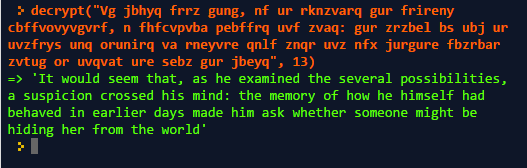 > decrypt("Vg jbhyq frrz gung, nf ur rknzvarq gur frireny
cbffvovyvgvrf, n fhfcvpvba pebffrq uvf zvaq: gur zrzbel bs ubj ur
uvzfrys unq orunirq va rneyvre qnlf znqr uvz nfx jurgure fbzrbar
zvtug or uvqvat ure sebz gur jbeyq", 13)
=> 'It would seem that, as he examined the several possibilities,
a suspicion crossed his mind: the memory of how he himself had
behaved in earlier days made him ask whether someone might be
hiding her from the world'
>